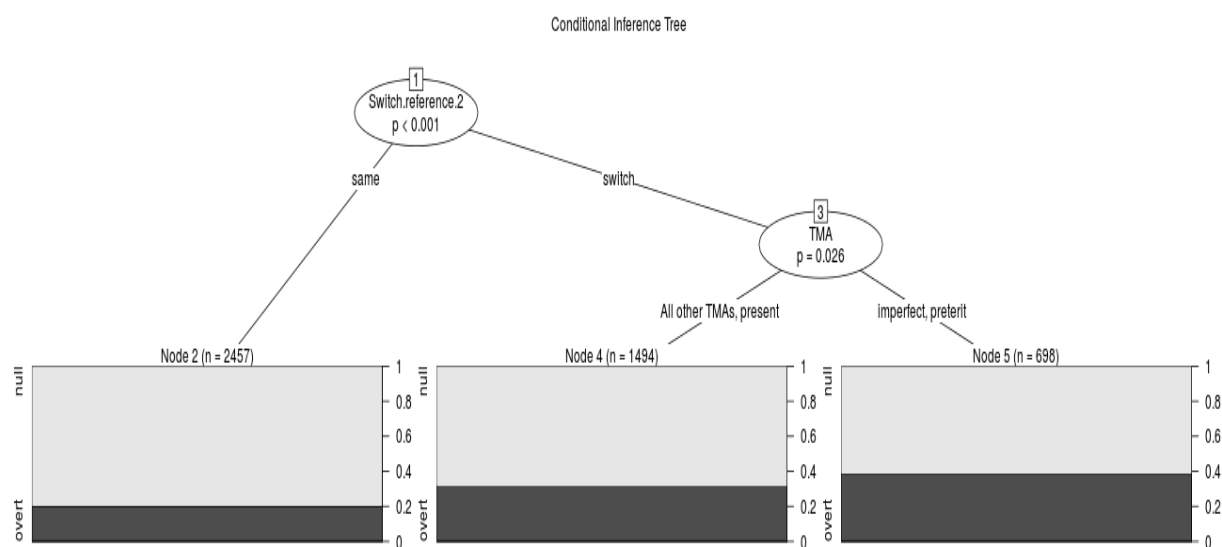 Conditional Inference Tree
1
Switch.reference.2
p < 0.001
same
switch
3
TMA
p = 0.026
All other TMAs, present
imperfect, preterit
Node 2 (n = 2457)
null
overt
1
0.8
0.6
0.4
0.2
0
Node 4 (n = 1494)
null
overt
1
0.8
0.6
0.4
0.2
0
Node 5 (n = 698)
null
overt
1
0.8
0.6
0.4
0.2
0